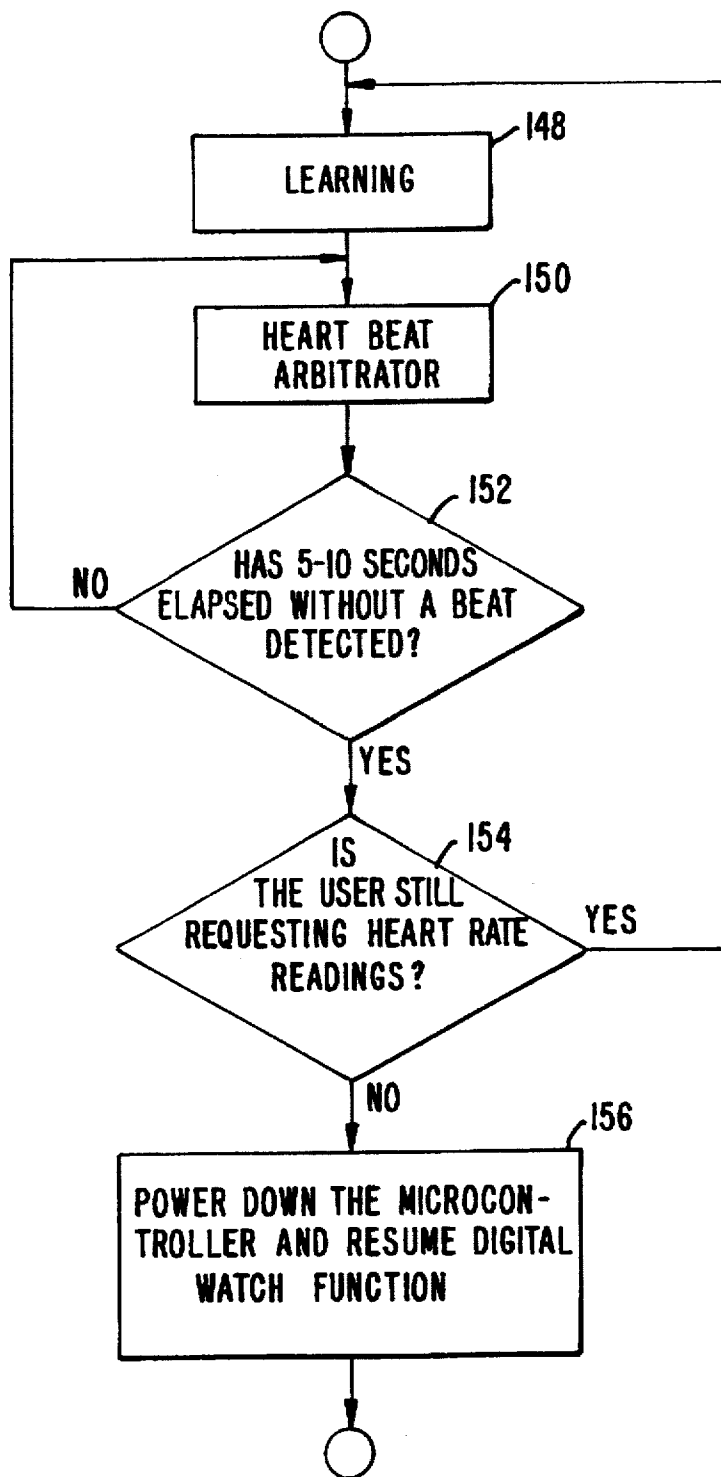 148
LEARNING
150
HEART BEAT
ARBITRATOR
152
HAS 5-10 SECONDS
ELAPSED WITHOUT A BEAT
DETECTED?
NO
YES
154
IS
THE USER STILL
REQUESTING HEART RATE
READINGS?
YES
NO
156
POWER DOWN THE MICROCON-
TROLLER AND RESUME DIGITAL
WATCH FUNCTION